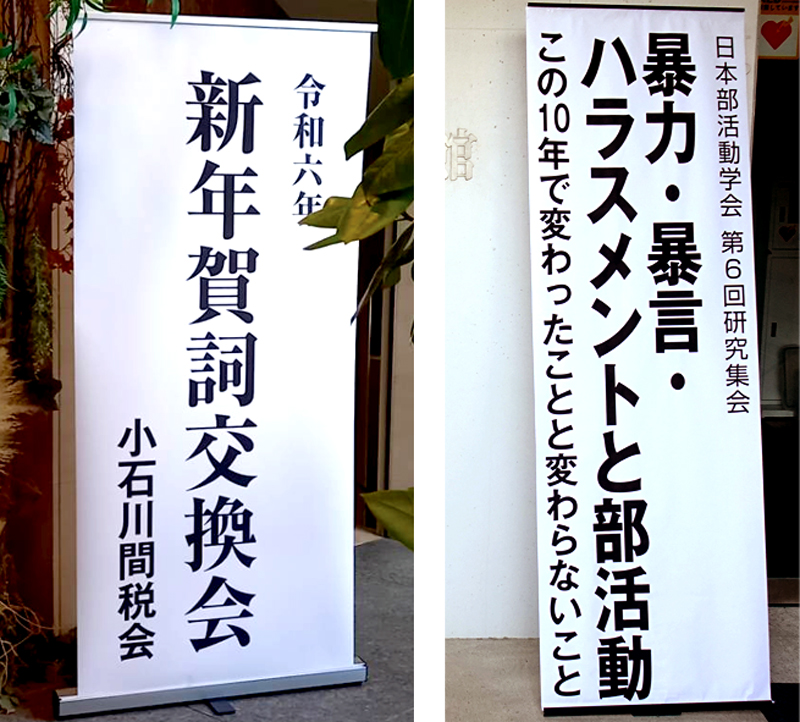 令和六年
新年賀詞交換会
小石川間税会
日本部活動学会 第6回研究集会
暴力・暴言・
ハラスメントと部活動
この10年で変わったことと変わらないこと
館